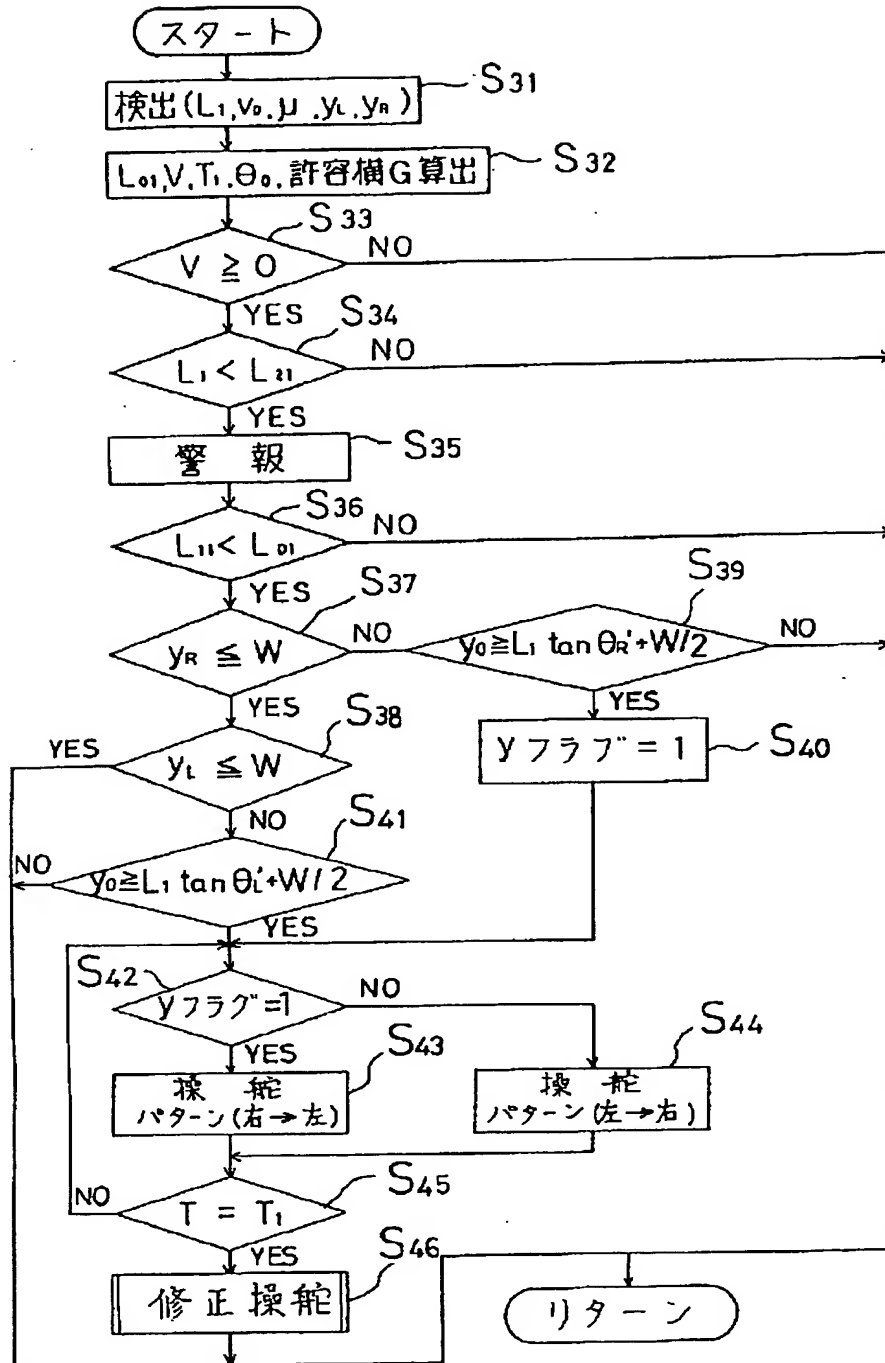 スタート
検出(L1,v0,μ,yL,yR)
S31
L01,V,T1,θ0,許容横G算出
S32
S33
V ≧ 0
NO
YES
S34
L1 < L21
NO
YES
警報
S35
S36
L11 < L01
NO
YES
S37
yR ≦ W
NO
S39
y0≧L1 tanθR'+W/2
NO
YES
YES
S38
yL ≦ W
YES
yフラグ=1
S40
NO
S41
y0≧L1 tanθL'+W/2
NO
YES
S42
yフラグ=1
NO
YES
S43
操舵
パターン(右→左)
S44
操舵
パターン(左→右)
S45
T = T1
NO
YES
S46
修正操舵
リターン